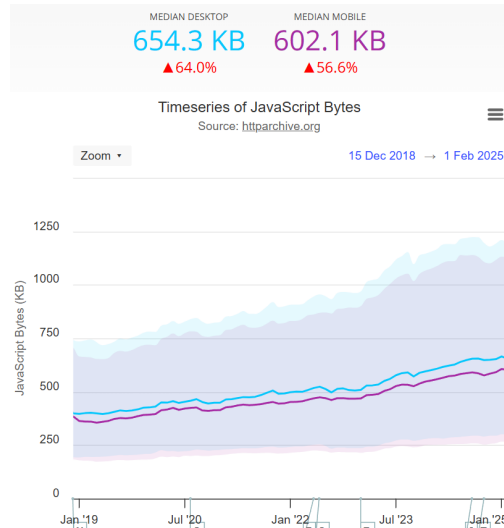 MEDIAN DESKTOP
654.3 KB
▲64.0%
MEDIAN MOBILE
602.1 KB
▲56.6%
Timeseries of JavaScript Bytes
Source: httparchive.org
Zoom ▾
15 Dec 2018 → 1 Feb 2025
JavaScript Bytes (KB)
1250
1000
750
500
250
0
Jan '19
Jul '20
Jan '22
Jul '23
Jan '25